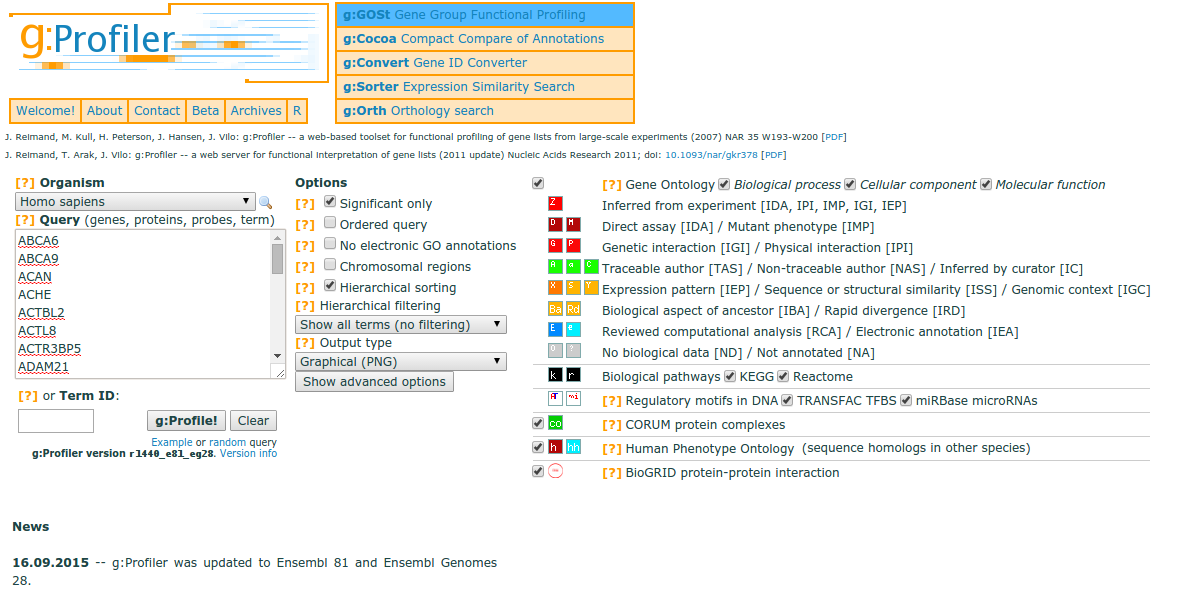 g:Profiler
g:GOSt Gene Group Functional Profiling
g:Cocoa Compact Compare of Annotations
g:Convert Gene ID Converter
g:Sorter Expression Similarity Search
g:Orth Orthology search
Welcome! About Contact Beta Archives R
J. Reimand, M. Kull, H. Peterson, J. Hansen, J. Vilo: g:Profiler -- a web-based toolset for functional profiling of gene lists from large-scale experiments (2007) NAR 35 W193-W200 [PDF]
J. Reimand, T. Arak, J. Vilo: g:Profiler -- a web server for functional interpretation of gene lists (2011 update) Nucleic Acids Research 2011; doi: 10.1093/nar/gkr378 [PDF]
[?] Organism
Homo sapiens
[?] Query (genes, proteins, probes, term)
ABCA6
ABCA9
ACAN
ACHE
ACTBL2
ACTL8
ACTR3BP5
ADAM21
[?] or Term ID:
g:Profile! Clear
Example or random query
g:Profiler version r1440_e81_eg28. Version info
Options
[?] Significant only
[?] Ordered query
[?] No electronic GO annotations
[?] Chromosomal regions
[?] Hierarchical sorting
[?] Hierarchical filtering
Show all terms (no filtering)
[?] Output type
Graphical (PNG)
Show advanced options
[?] Gene Ontology Biological process Cellular component Molecular function
Z Inferred from experiment [IDA, IPI, IMP, IGI, IEP]
D M Direct assay [IDA] / Mutant phenotype [IMP]
G P Genetic interaction [IGI] / Physical interaction [IPI]
Traceable author [TAS] / Non-traceable author [NAS] / Inferred by curator [IC]
X S Y Expression pattern [IEP] / Sequence or structural similarity [ISS] / Genomic context [IGC]
Ba Rd Biological aspect of ancestor [IBA] / Rapid divergence [IRD]
E e Reviewed computational analysis [RCA] / Electronic annotation [IEA]
No biological data [ND] / Not annotated [NA]
k r Biological pathways KEGG Reactome
mi [?] Regulatory motifs in DNA TRANSFAC TFBS miRBase microRNAs
co [?] CORUM protein complexes
h hh [?] Human Phenotype Ontology (sequence homologs in other species)
[?] BioGRID protein-protein interaction
News
16.09.2015 -- g:Profiler was updated to Ensembl 81 and Ensembl Genomes
28.